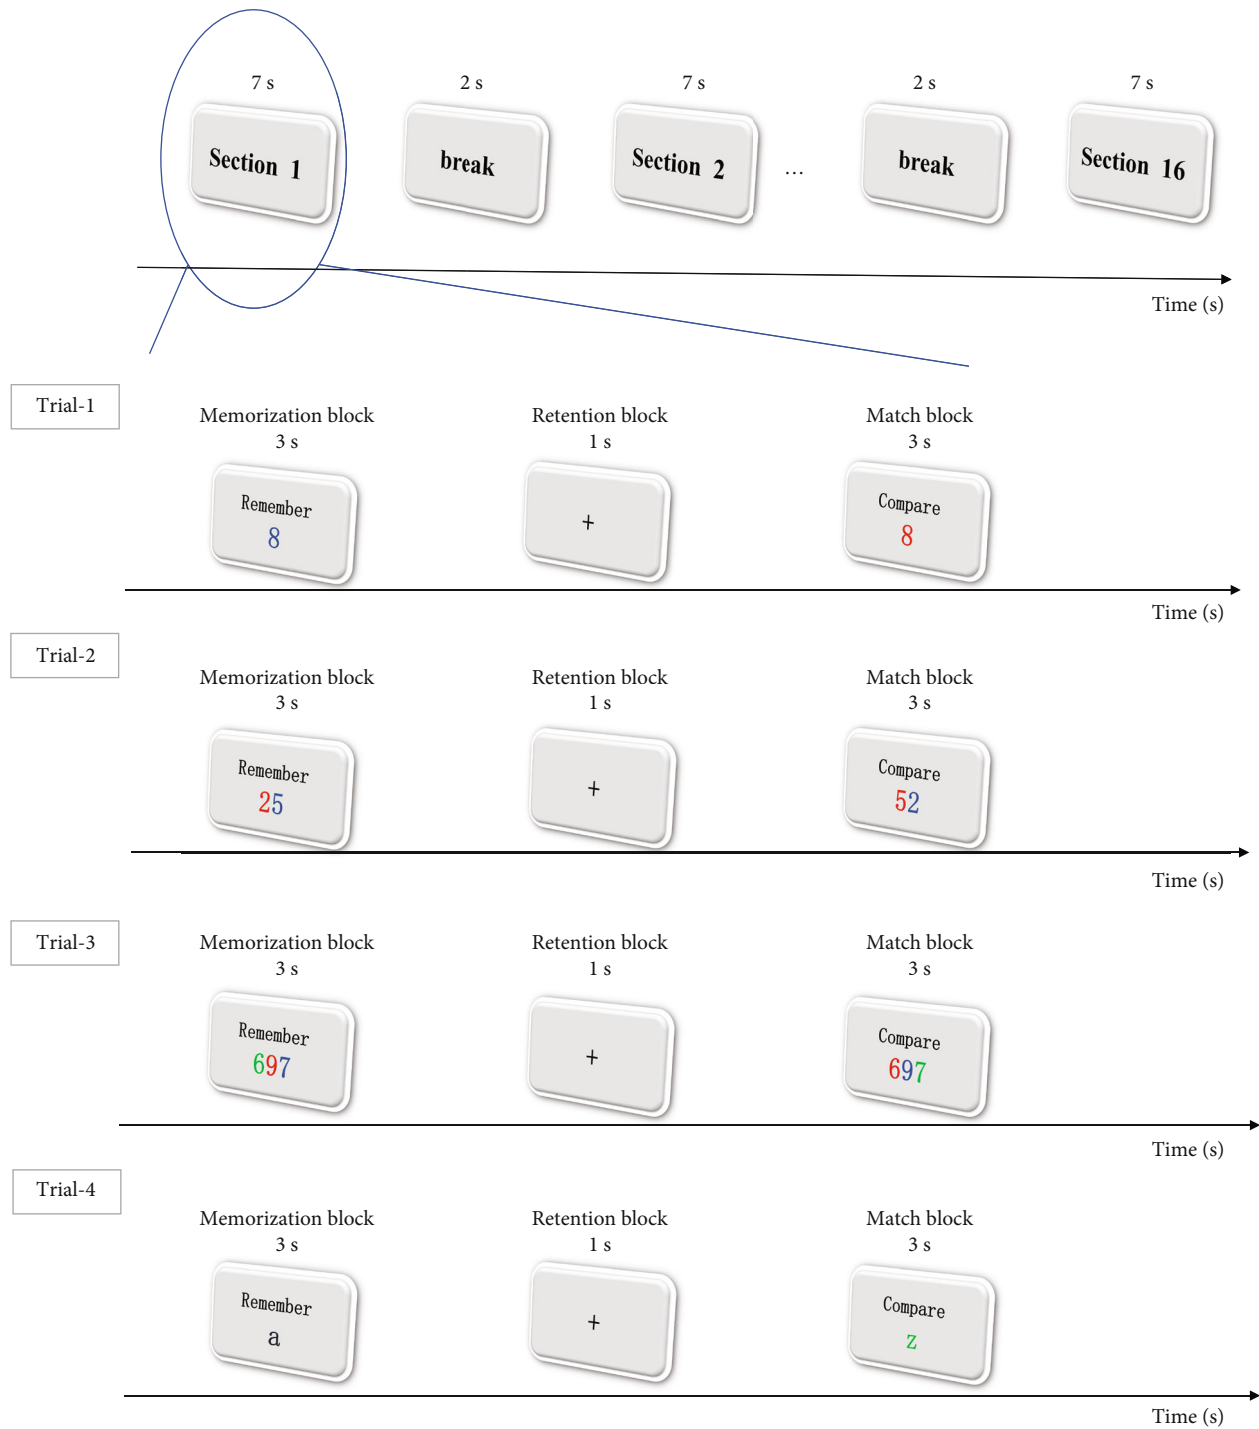 7 s 2 s 7 s 2 s 7 s
Section 1 break Section 2 ... break Section 16
Time (s)
Trial-1
Memorization block Retention block Match block
3 s 1 s 3 s
Remember Compare
8 + 8
Time (s)
Trial-2
Memorization block Retention block Match block
3 s 1 s 3 s
Remember Compare
25 + 52
Time (s)
Trial-3
Memorization block Retention block Match block
3 s 1 s 3 s
Remember Compare
697 + 697
Time (s)
Trial-4
Memorization block Retention block Match block
3 s 1 s 3 s
Remember Compare
a + z
Time (s)